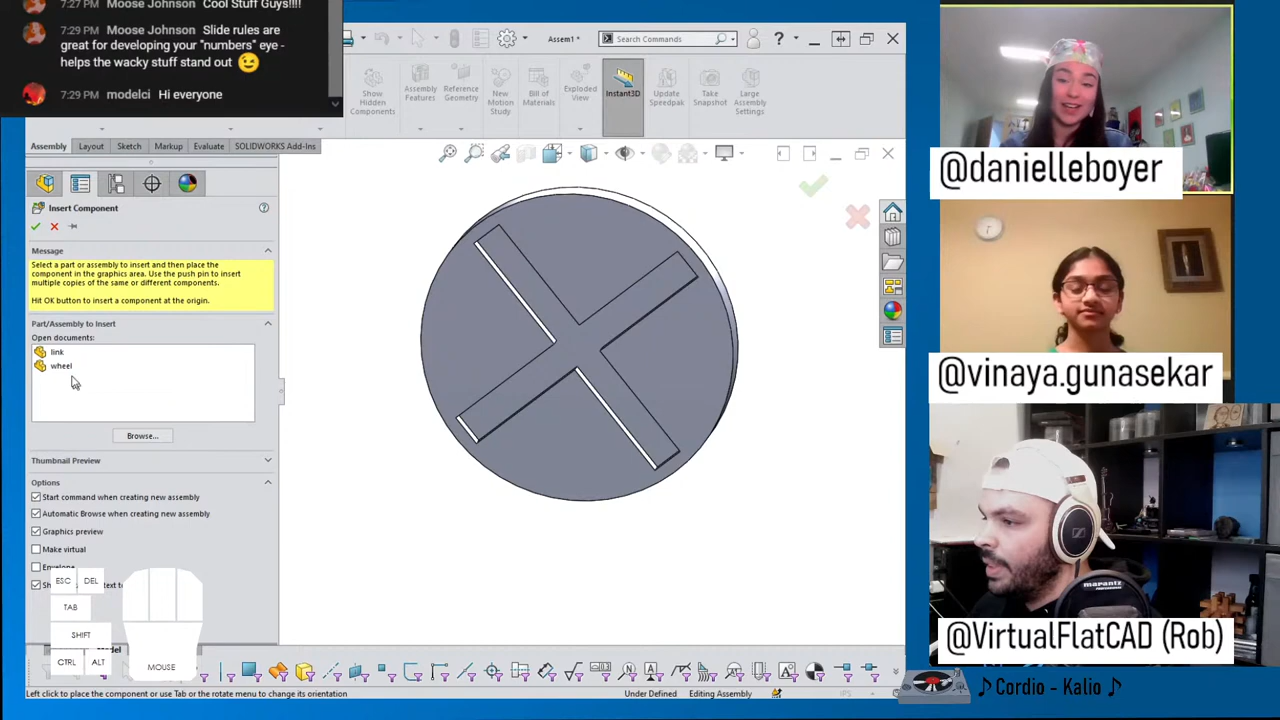 7:27 PM Moose Johnson Cool Stuff Guys!!!!
7:29 PM Moose Johnson Slide rules are
great for developing your "numbers" eye -
helps the wacky stuff stand out
7:29 PM modelci Hi everyone
Assem1 *
Search Commands
Show
Hidden
Components
Assembly
Features
Reference
Geometry
New
Motion
Study
Bill of
Materials
Exploded
View
Instant3D
Update
Speedpak
Take
Snapshot
Large
Assembly
Settings
Assembly Layout Sketch Markup Evaluate SOLIDWORKS Add-Ins
Insert Component
Message
Select a part or assembly to insert and then place the
component in the graphics area. Use the push pin to insert
multiple copies of the same or different components.
Hit OK button to insert a component at the origin.
Part/Assembly to Insert
Open documents:
link
wheel
Browse...
Thumbnail Preview
Options
Start command when creating new assembly
Automatic Browse when creating new assembly
Graphics preview
Make virtual
Envelope
ESC DEL
TAB
SHIFT
CTRL ALT
MOUSE
Left click to place the component or use Tab or the rotate menu to change its orientation
Under Defined
Editing Assembly
IPS
@danielleboyer
@vinaya.gunasekar
marantz
PROFESSIONAL
@VirtualFlatCAD (Rob)
♪ Cordio - Kalio ♪